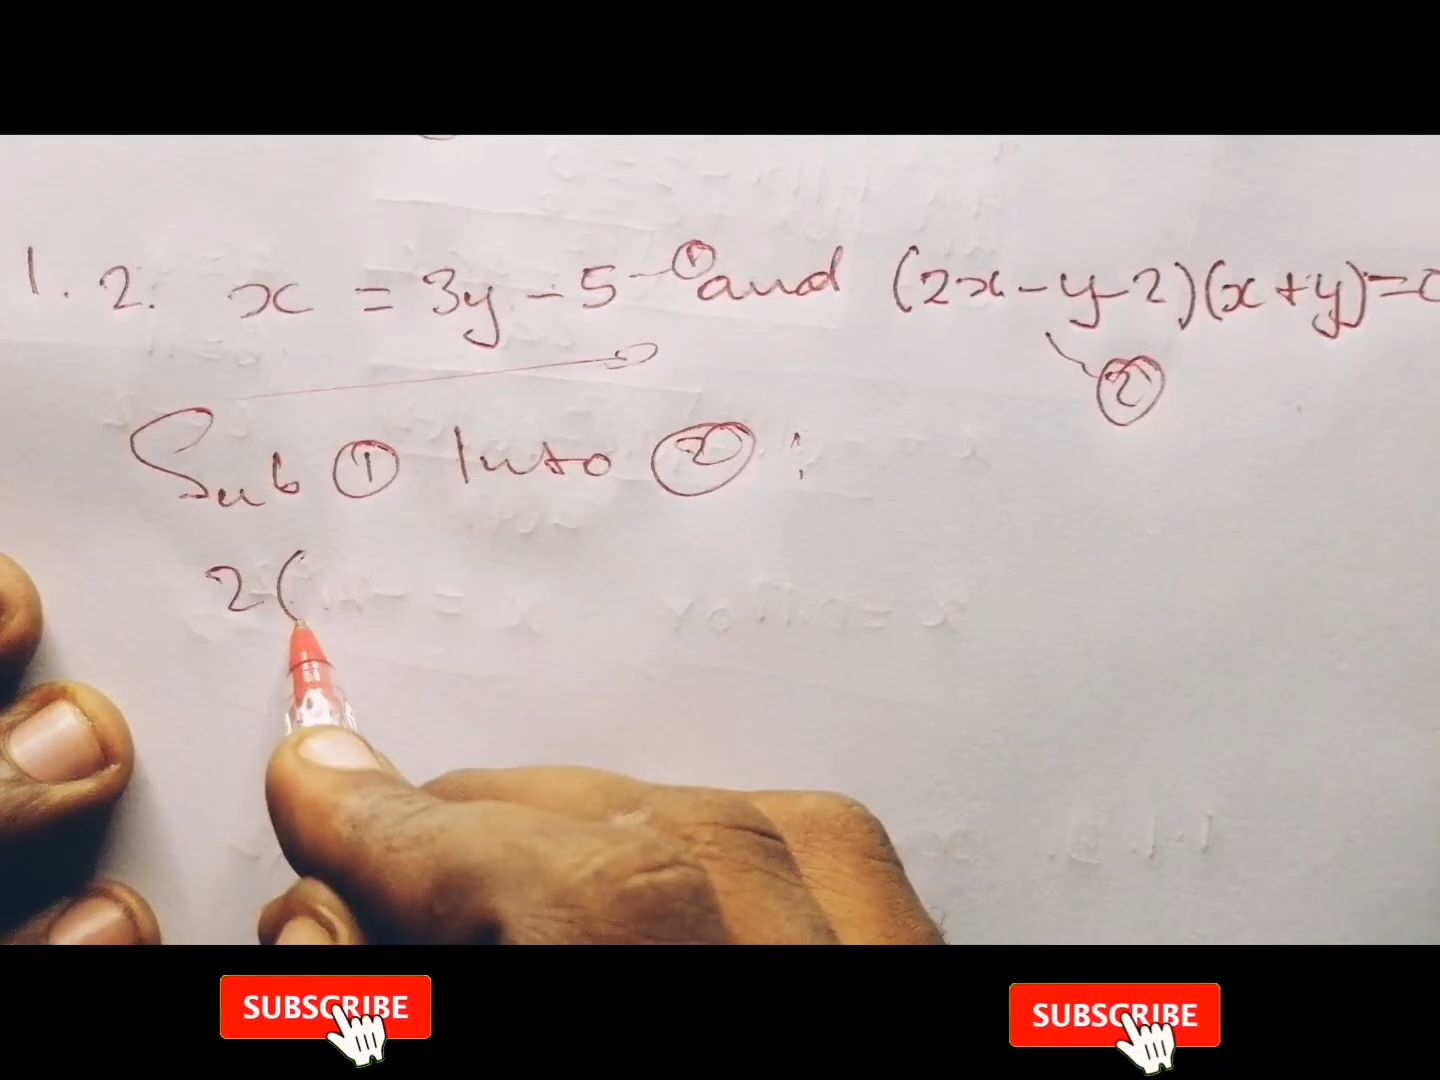 1. 2. x = 3y - 5 - ① and (2x - y - 2)(x + y) = 0
②
Sub ① Into ② :
2(
SUBSCRIBE SUBSCRIBE